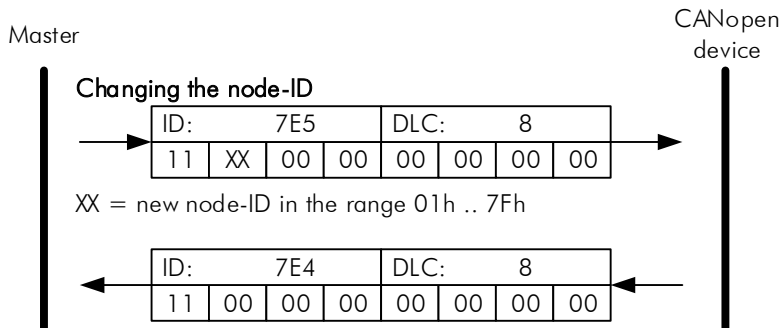 Master
CANopen
device
Changing the node-ID
ID: 7E5 DLC: 8
11 XX 00 00 00 00 00 00
XX = new node-ID in the range 01h .. 7Fh
ID: 7E4 DLC: 8
11 00 00 00 00 00 00 00